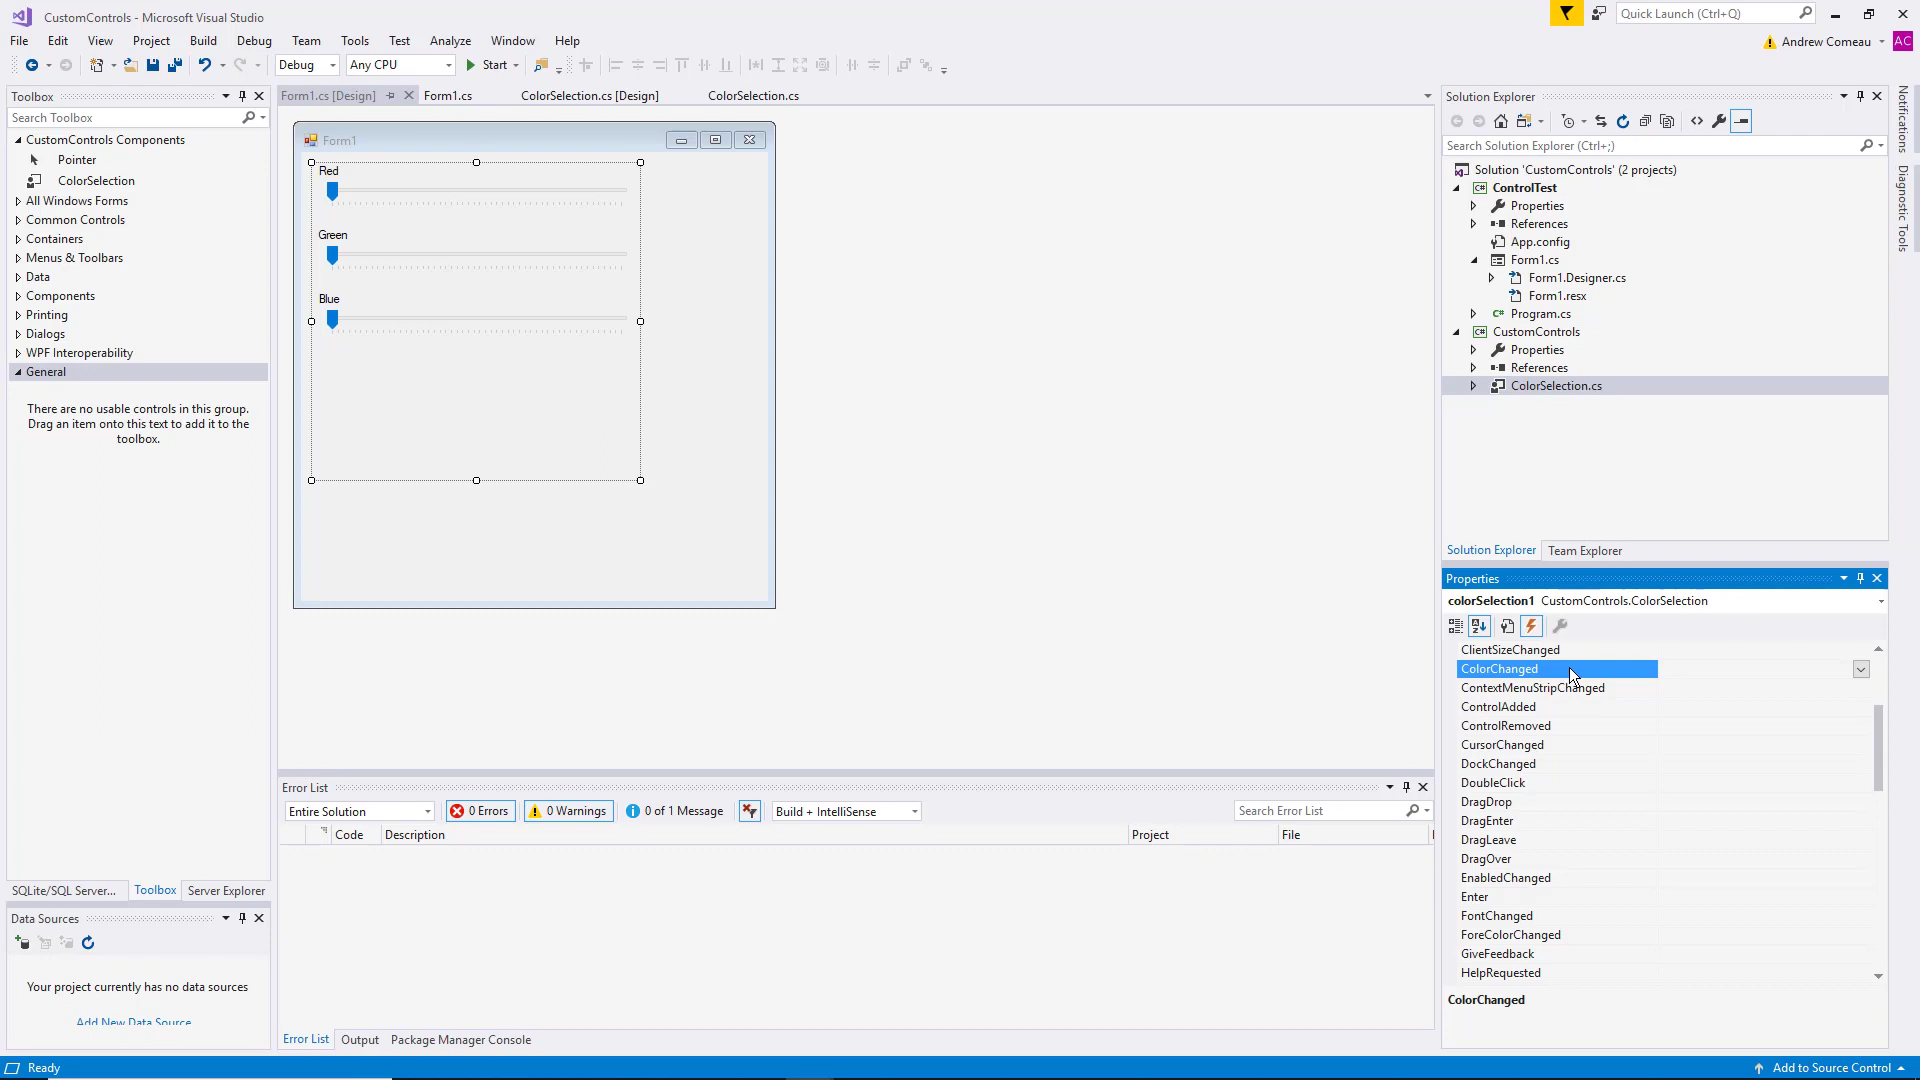 CustomControls - Microsoft Visual Studio
Quick Launch (Ctrl+Q)
File Edit View Project Build Debug Team Tools Test Analyze Window Help
Andrew Comeau AC
Debug Any CPU Start
Toolbox
Search Toolbox
CustomControls Components
Pointer
ColorSelection
All Windows Forms
Common Controls
Containers
Menus & Toolbars
Data
Components
Printing
Dialogs
WPF Interoperability
General
There are no usable controls in this group.
Drag an item onto this text to add it to the
toolbox.
SQLite/SQL Server... Toolbox Server Explorer
Data Sources
Your project currently has no data sources
Add New Data Source...
Form1.cs [Design] Form1.cs ColorSelection.cs [Design] ColorSelection.cs
Form1
Red
Green
Blue
Error List
Entire Solution 0 Errors 0 Warnings 0 of 1 Message Build + IntelliSense Search Error List
Code Description Project File
Error List Output Package Manager Console
Solution Explorer
Search Solution Explorer (Ctrl+;)
Solution 'CustomControls' (2 projects)
ControlTest
Properties
References
App.config
Form1.cs
Form1.Designer.cs
Form1.resx
Program.cs
CustomControls
Properties
References
ColorSelection.cs
Solution Explorer Team Explorer
Properties
colorSelection1 CustomControls.ColorSelection
ClientSizeChanged
ColorChanged
ContextMenuStripChanged
ControlAdded
ControlRemoved
CursorChanged
DockChanged
DoubleClick
DragDrop
DragEnter
DragLeave
DragOver
EnabledChanged
Enter
FontChanged
ForeColorChanged
GiveFeedback
HelpRequested
ColorChanged
Notifications
Diagnostic Tools
Ready
Add to Source Control